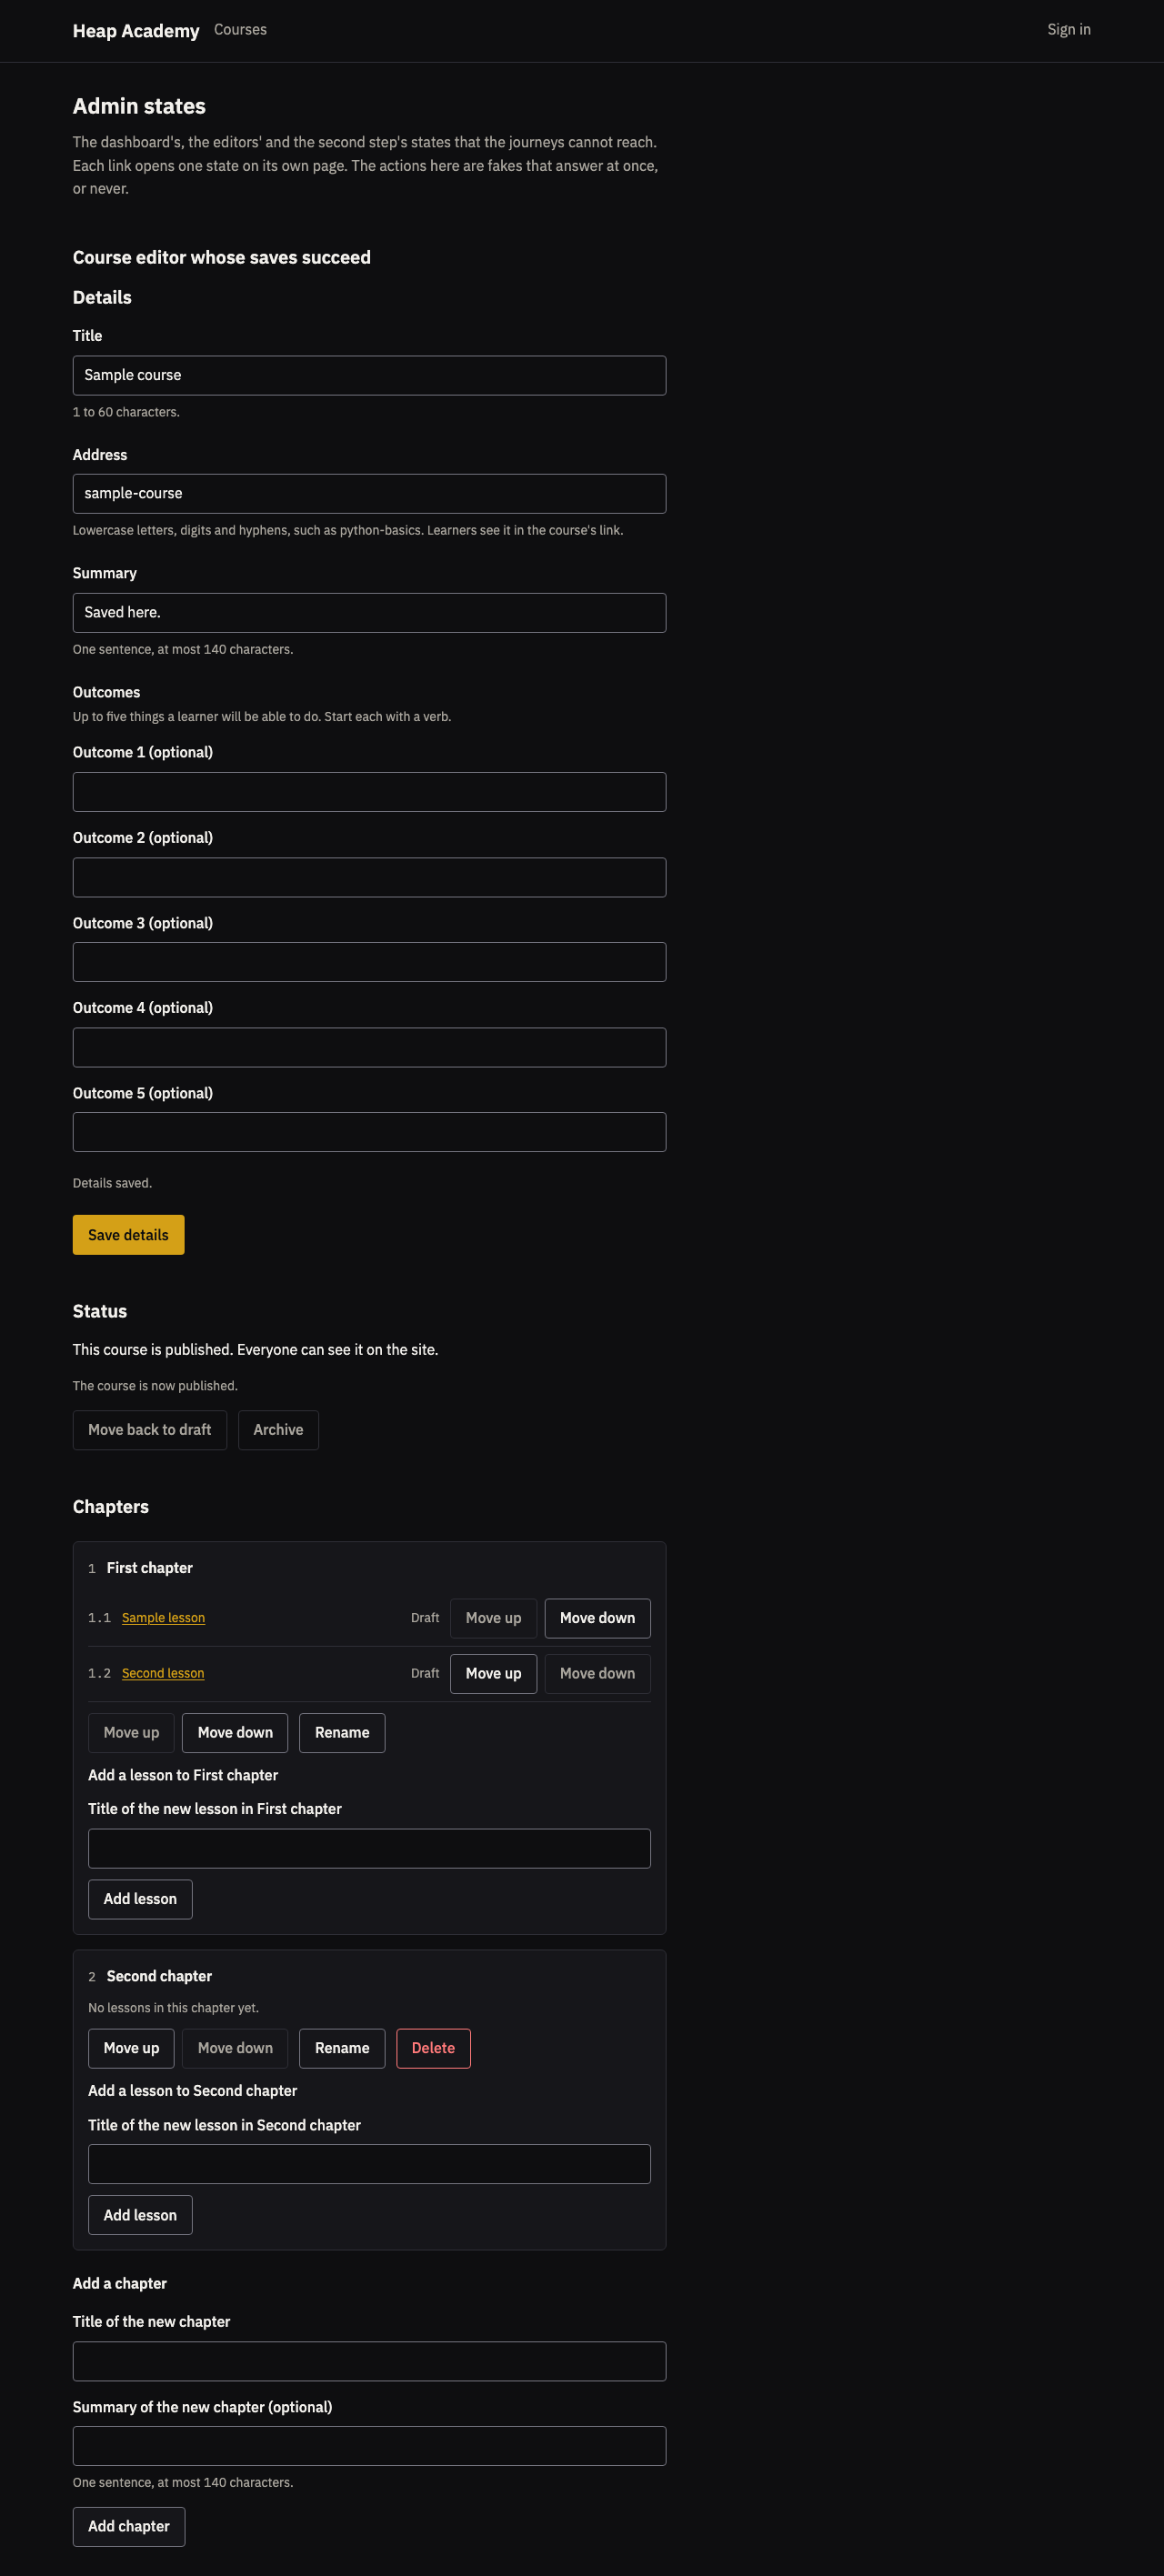 Heap Academy Courses Sign in
Admin states
The dashboard's, the editors' and the second step's states that the journeys cannot reach.
Each link opens one state on its own page. The actions here are fakes that answer at once,
or never.
Course editor whose saves succeed
Details
Title
Sample course
1 to 60 characters.
Address
sample-course
Lowercase letters, digits and hyphens, such as python-basics. Learners see it in the course's link.
Summary
Saved here.
One sentence, at most 140 characters.
Outcomes
Up to five things a learner will be able to do. Start each with a verb.
Outcome 1 (optional)
Outcome 2 (optional)
Outcome 3 (optional)
Outcome 4 (optional)
Outcome 5 (optional)
Details saved.
Save details
Status
This course is published. Everyone can see it on the site.
The course is now published.
Move back to draft Archive
Chapters
1 First chapter
1.1 Sample lesson Draft Move up Move down
1.2 Second lesson Draft Move up Move down
Move up Move down Rename
Add a lesson to First chapter
Title of the new lesson in First chapter
Add lesson
2 Second chapter
No lessons in this chapter yet.
Move up Move down Rename Delete
Add a lesson to Second chapter
Title of the new lesson in Second chapter
Add lesson
Add a chapter
Title of the new chapter
Summary of the new chapter (optional)
One sentence, at most 140 characters.
Add chapter